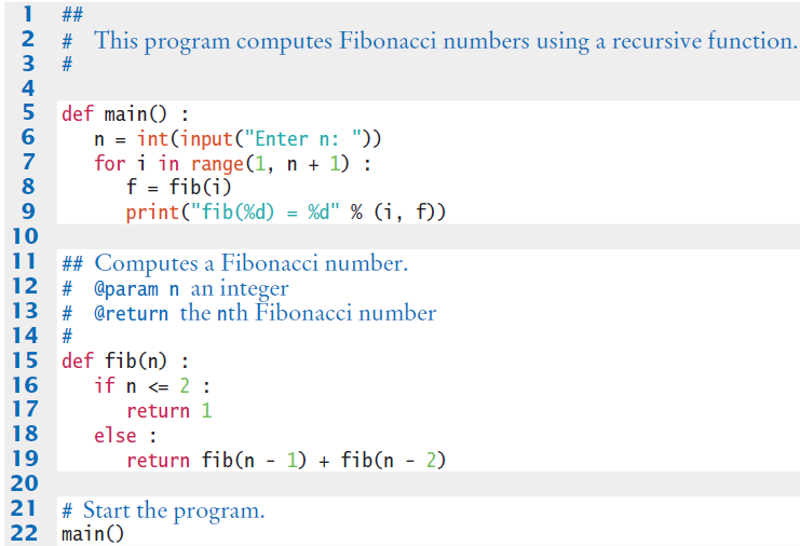 1 ##
2 # This program computes Fibonacci numbers using a recursive function.
3 #
4
5 def main() :
6    n = int(input("Enter n: "))
7    for i in range(1, n + 1) :
8       f = fib(i)
9       print("fib(%d) = %d" % (i, f))
10
11 ## Computes a Fibonacci number.
12 # @param n an integer
13 # @return the nth Fibonacci number
14 #
15 def fib(n) :
16    if n <= 2 :
17       return 1
18    else :
19       return fib(n - 1) + fib(n - 2)
20
21 # Start the program.
22 main()